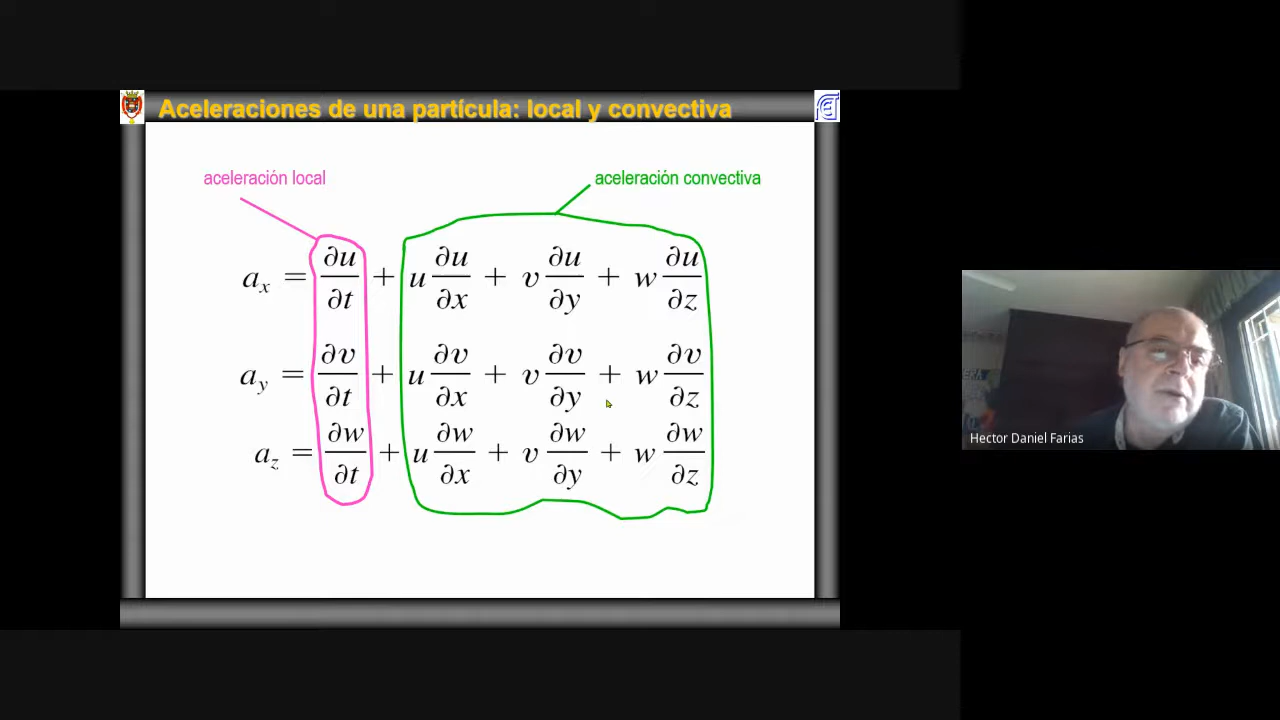 Aceleraciones de una partícula: local y convectiva
aceleración local
aceleración convectiva
a_x = ∂u/∂t + u ∂u/∂x + v ∂u/∂y + w ∂u/∂z
a_y = ∂v/∂t + u ∂v/∂x + v ∂v/∂y + w ∂v/∂z
a_z = ∂w/∂t + u ∂w/∂x + v ∂w/∂y + w ∂w/∂z
Hector Daniel Farias